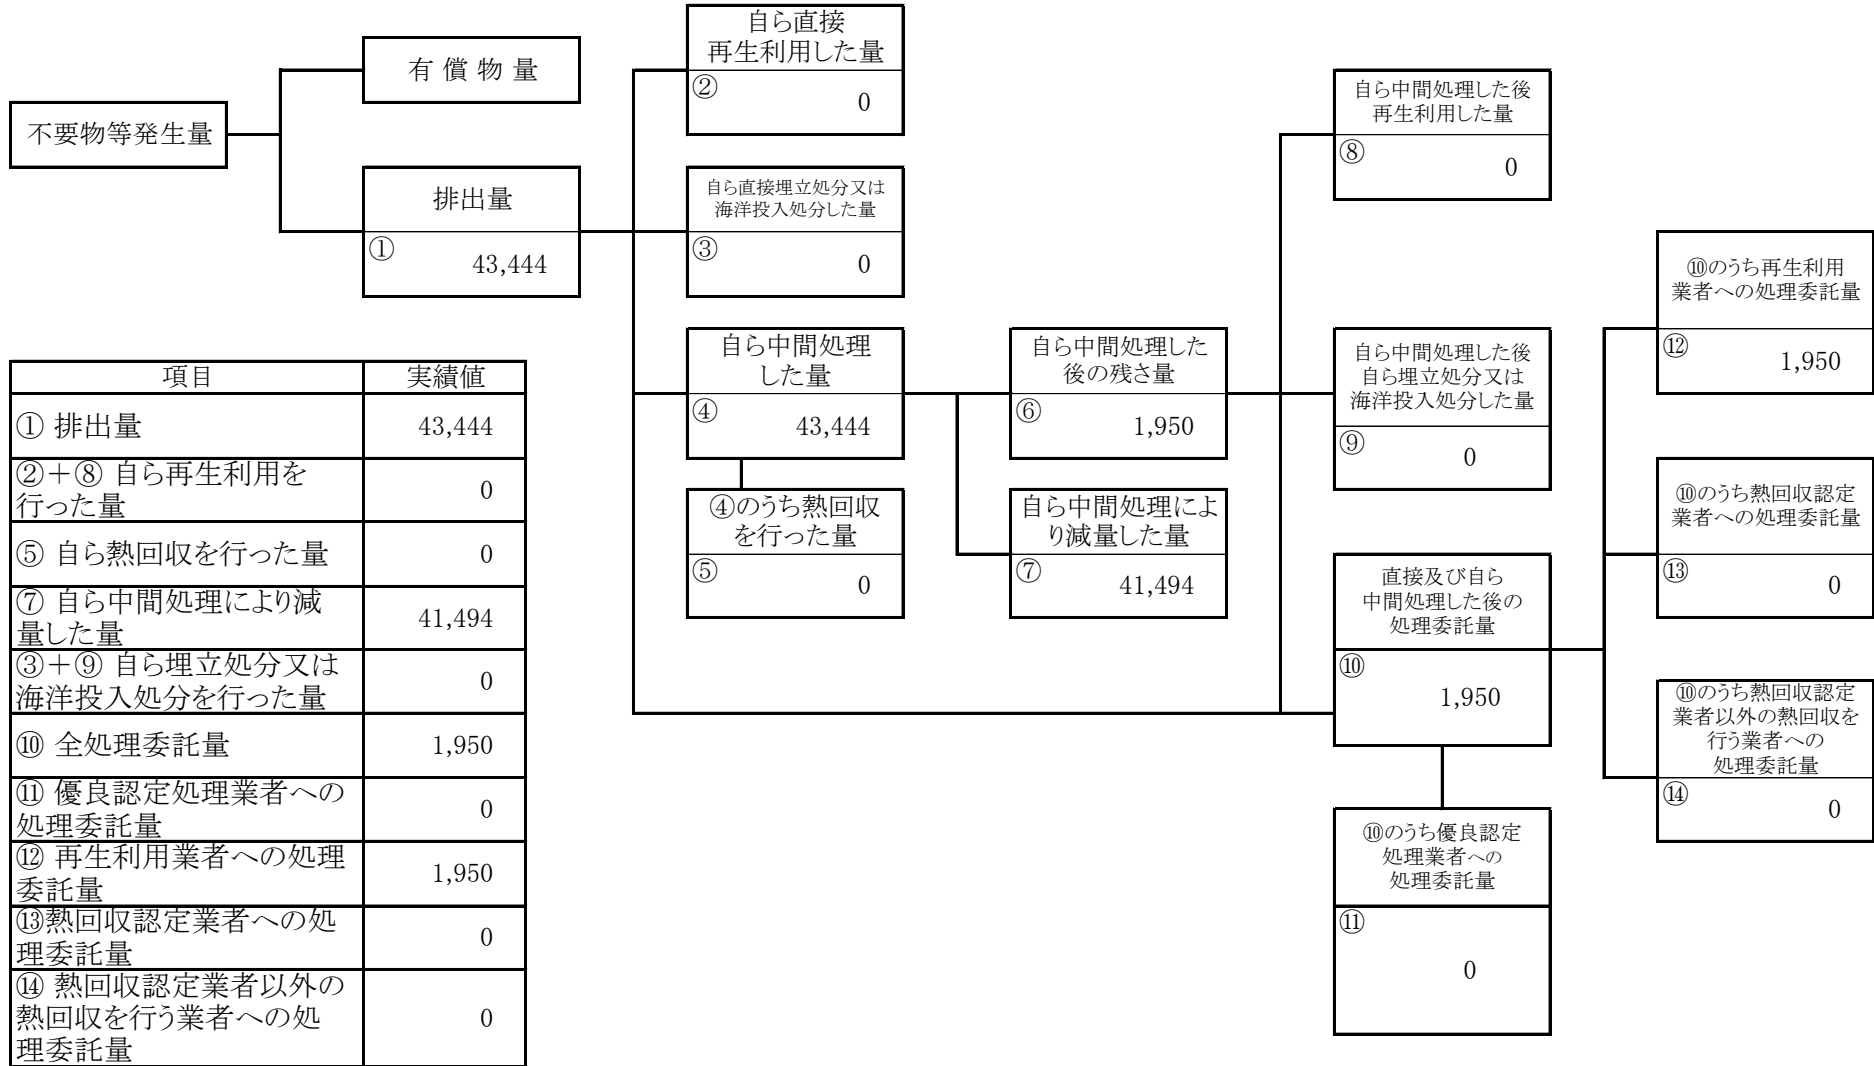 不要物等発生量
有 償 物 量
排出量
① 43,444
自ら直接
再生利用した量
② 0
自ら直接埋立処分又は
海洋投入処分した量
③ 0
自ら中間処理
した量
④ 43,444
④のうち熱回収
を行った量
⑤ 0
自ら中間処理した
後の残さ量
⑥ 1,950
自ら中間処理によ
り減量した量
⑦ 41,494
自ら中間処理した後
再生利用した量
⑧ 0
自ら中間処理した後
自ら埋立処分又は
海洋投入処分した量
⑨ 0
直接及び自ら
中間処理した後の
処理委託量
⑩ 1,950
⑩のうち優良認定
処理業者への
処理委託量
⑪ 0
⑩のうち再生利用
業者への処理委託量
⑫ 1,950
⑩のうち熱回収認定
業者への処理委託量
⑬ 0
⑩のうち熱回収認定
業者以外の熱回収を
行う業者への
処理委託量
⑭ 0
項目 実績値
① 排出量 43,444
②＋⑧ 自ら再生利用を
行った量 0
⑤ 自ら熱回収を行った量 0
⑦ 自ら中間処理により減
量した量 41,494
③＋⑨ 自ら埋立処分又は
海洋投入処分を行った量 0
⑩ 全処理委託量 1,950
⑪ 優良認定処理業者への
処理委託量 0
⑫ 再生利用業者への処理
委託量 1,950
⑬熱回収認定業者への処
理委託量 0
⑭ 熱回収認定業者以外の
熱回収を行う業者への処
理委託量 0